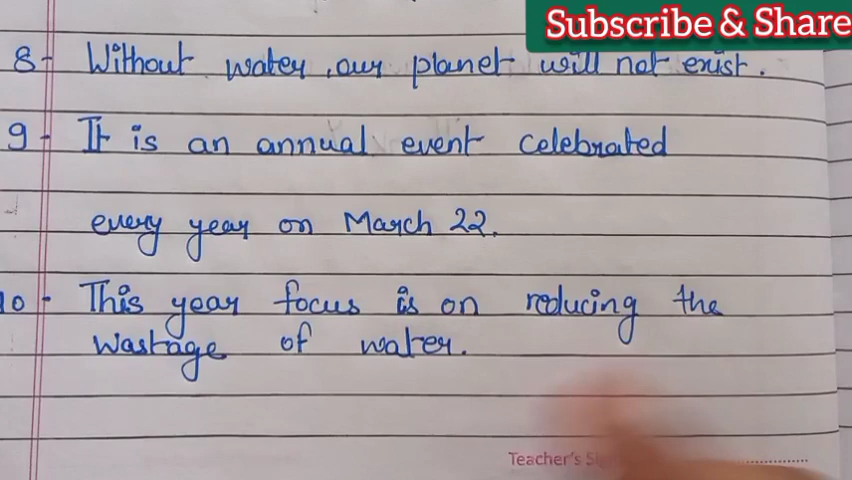 Subscribe & Share
8- Without water, our planet will not exist.
9- It is an annual event celebrated
every year on March 22.
10- This year focus is on reducing the
wastage of water.
Teacher's